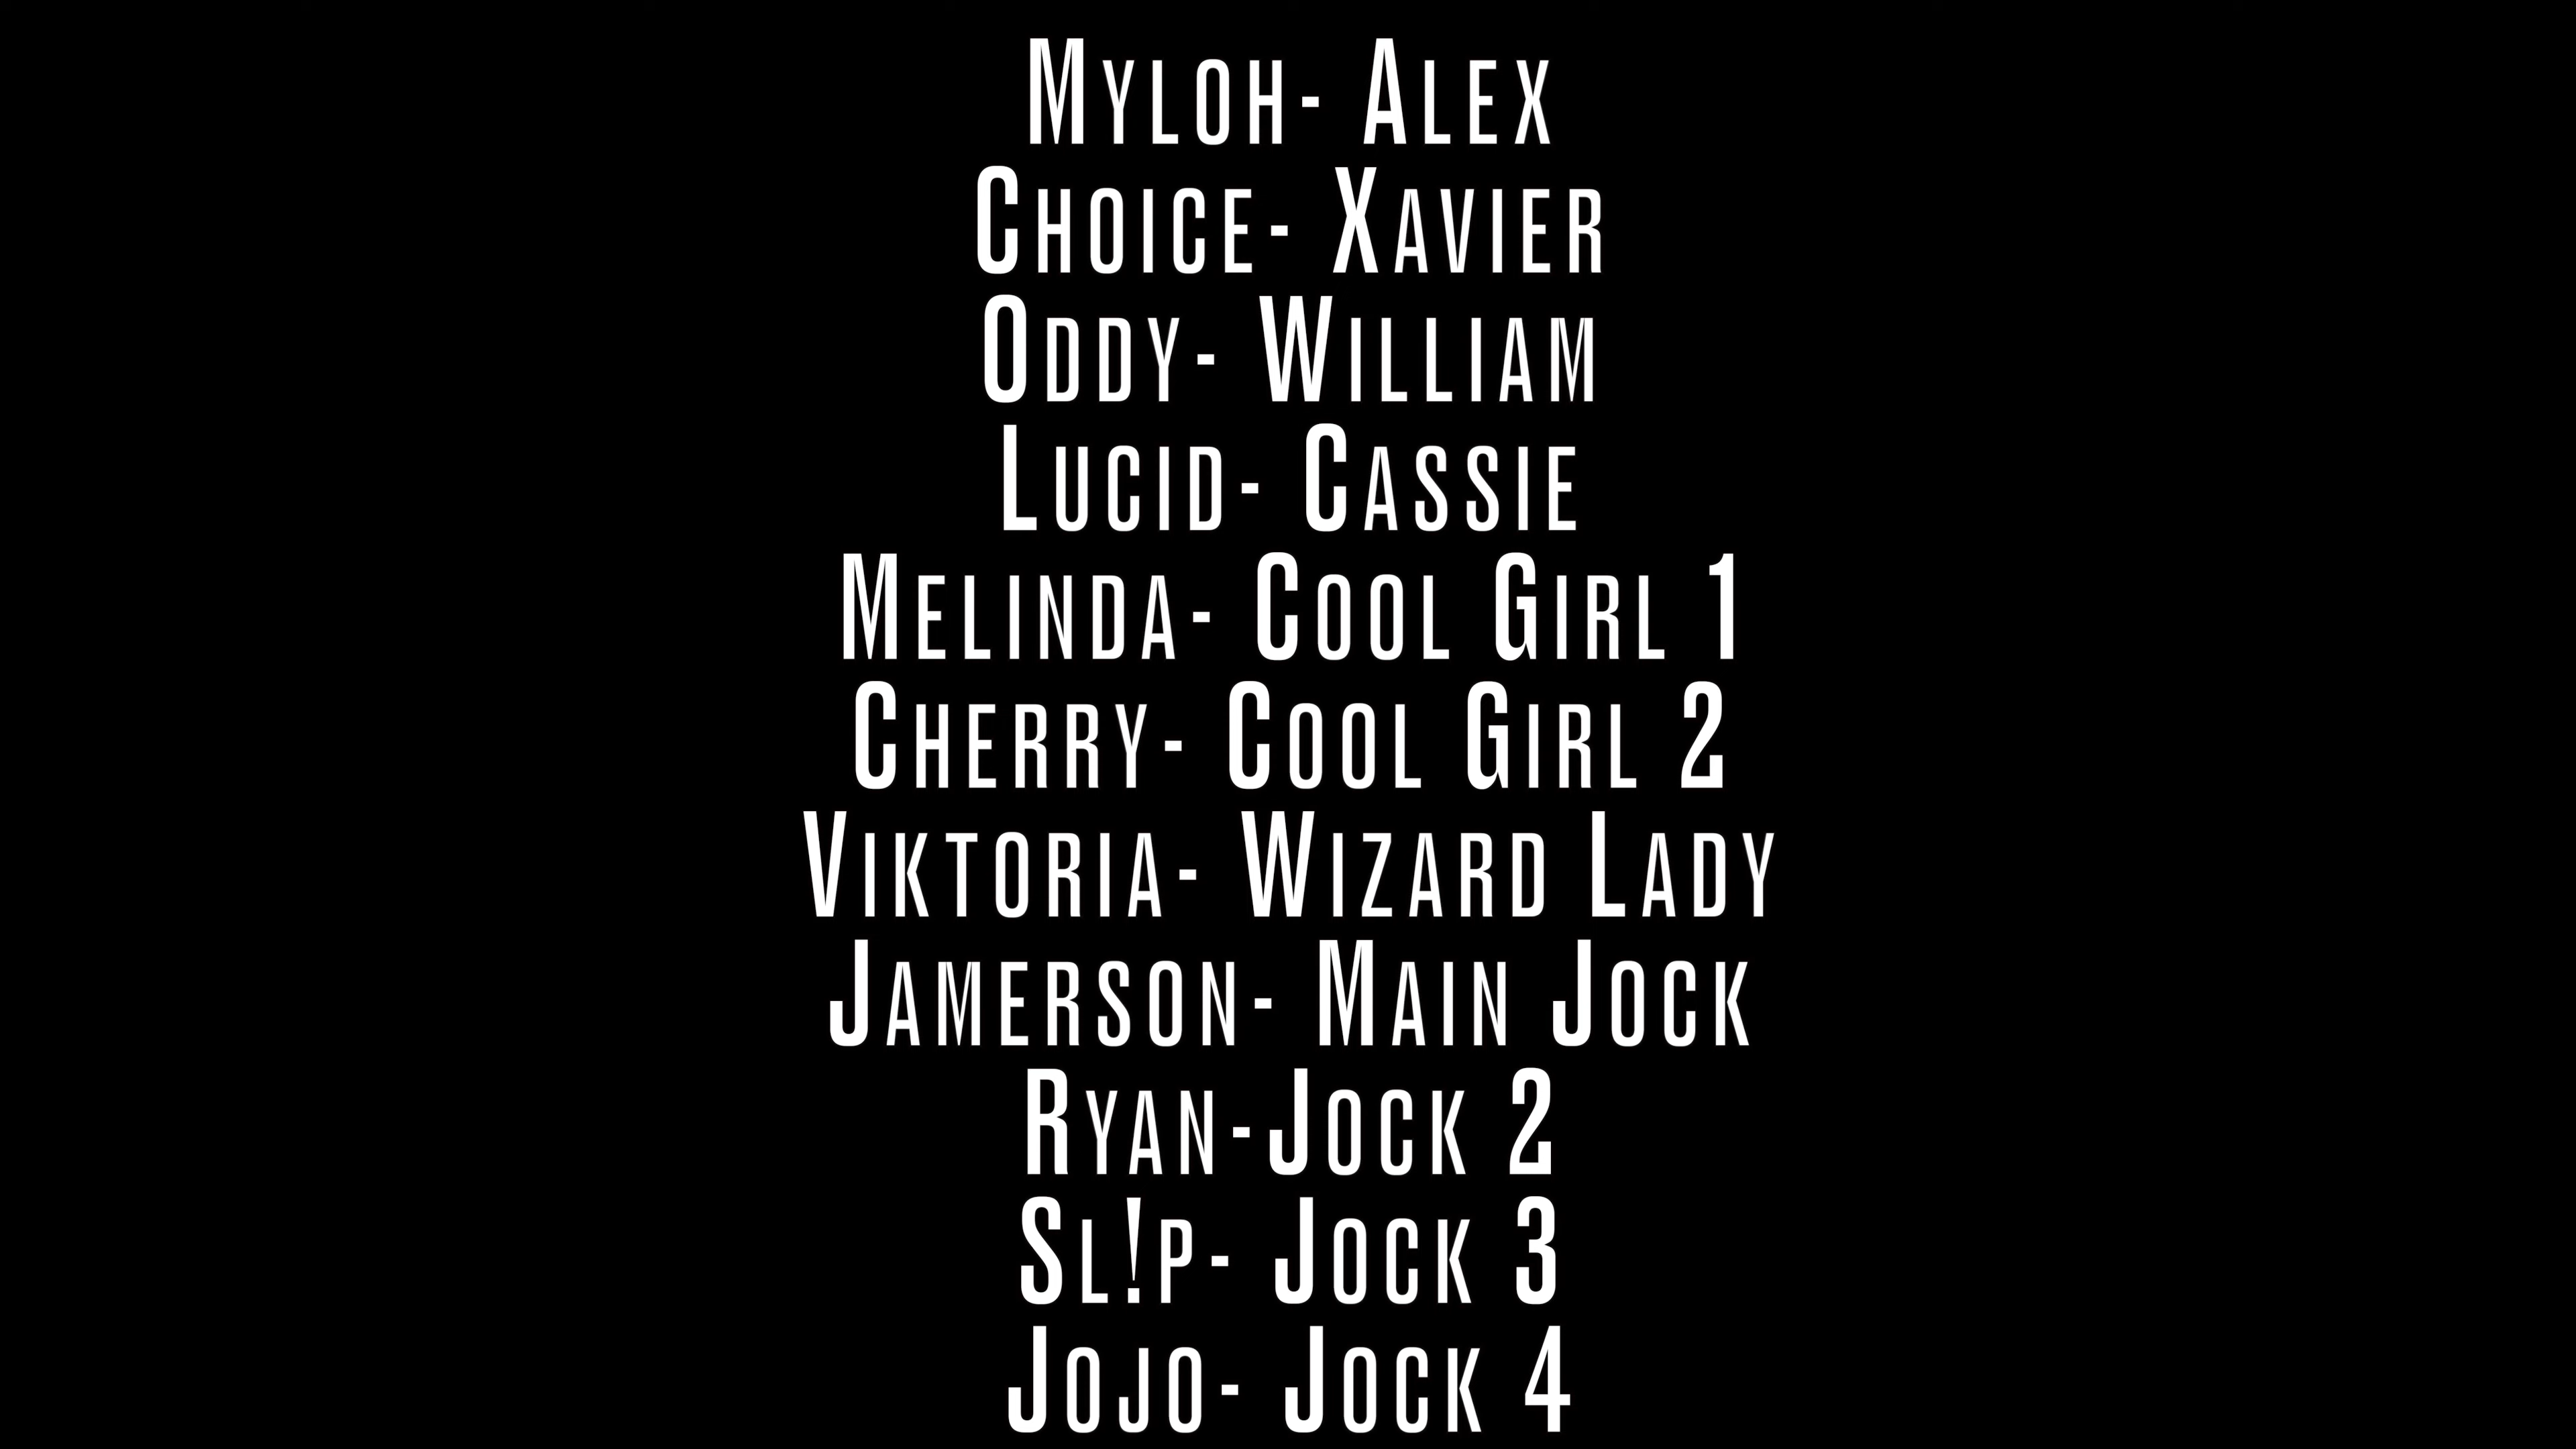 Myloh- Alex
Choice- Xavier
Oddy- William
Lucid- Cassie
Melinda- Cool Girl 1
Cherry- Cool Girl 2
Viktoria- Wizard Lady
Jamerson- Main Jock
Ryan-Jock 2
Sl!p- Jock 3
Jojo- Jock 4